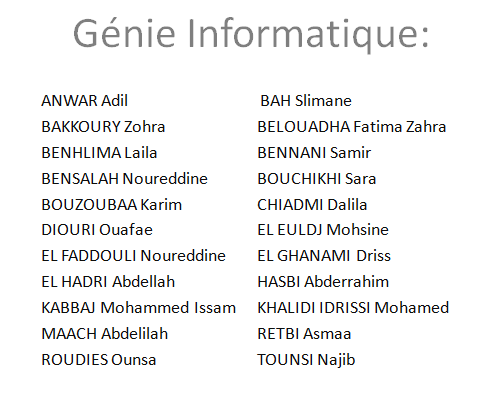 Génie Informatique:
ANWAR Adil BAH Slimane
BAKKOURY Zohra BELOUADHA Fatima Zahra
BENHLIMA Laila BENNANI Samir
BENSALAH Noureddine BOUCHIKHI Sara
BOUZOUBAA Karim CHIADMI Dalila
DIOURI Ouafae EL EULDJ Mohsine
EL FADDOULI Noureddine EL GHANAMI Driss
EL HADRI Abdellah HASBI Abderrahim
KABBAJ Mohammed Issam KHALIDI IDRISSI Mohamed
MAACH Abdelilah RETBI Asmaa
ROUDIES Ounsa TOUNSI Najib